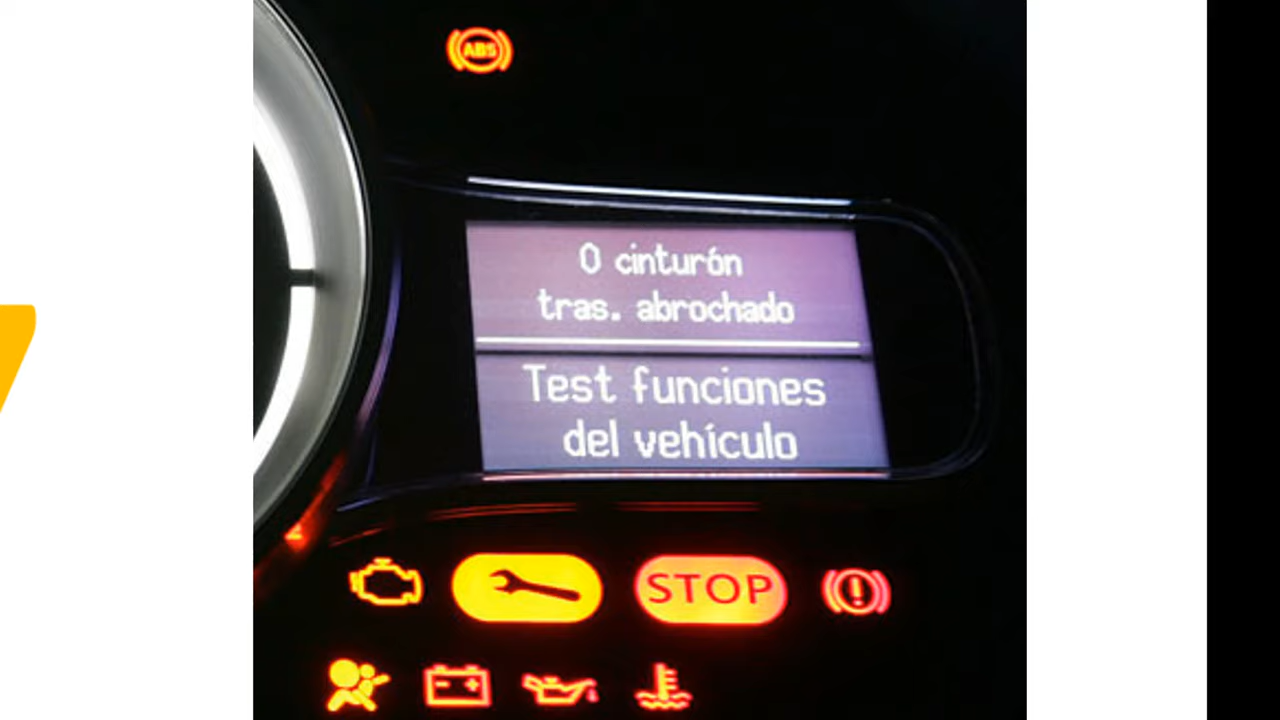 ABS
0 cinturón
tras. abrochado
Test funciones
del vehículo
STOP